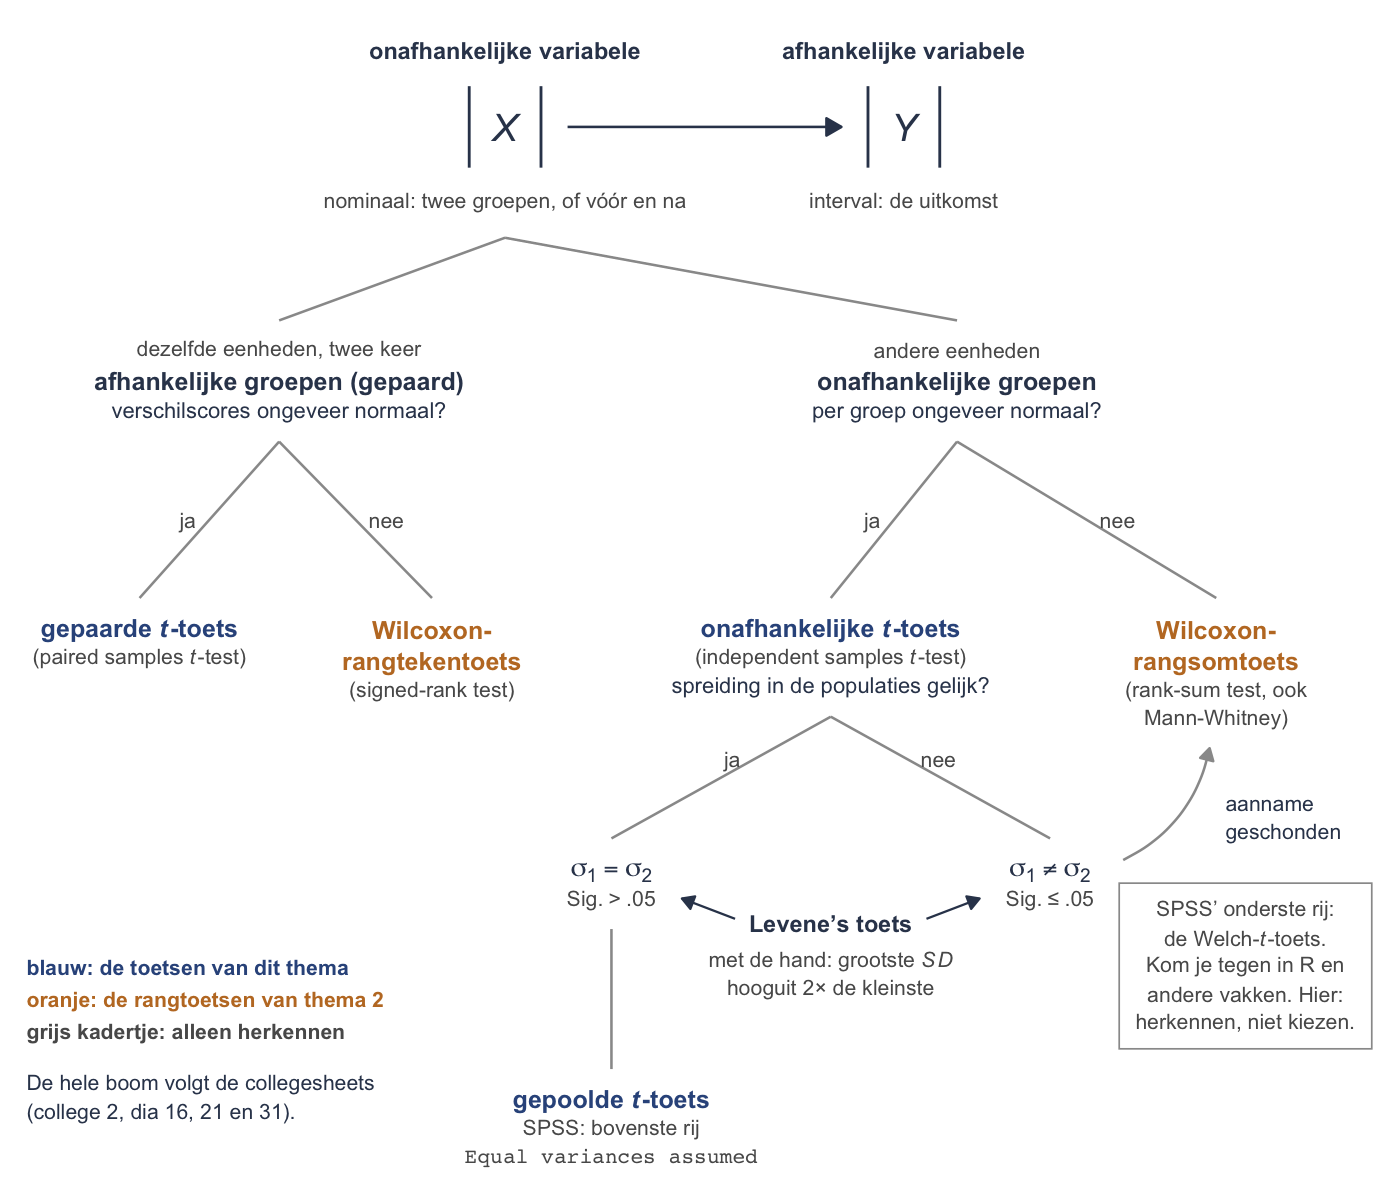 onafhankelijke variabele
afhankelijke variabele
X
Y
nominaal: twee groepen, of vóór en na
interval: de uitkomst
dezelfde eenheden, twee keer
afhankelijke groepen (gepaard)
verschilscores ongeveer normaal?
andere eenheden
onafhankelijke groepen
per groep ongeveer normaal?
ja
nee
ja
nee
gepaarde t-toets
(paired samples t-test)
Wilcoxon-
rangtekentoets
(signed-rank test)
onafhankelijke t-toets
(independent samples t-test)
spreiding in de populaties gelijk?
Wilcoxon-
rangsomtoets
(rank-sum test, ook
Mann-Whitney)
ja
nee
aanname
geschonden
σ1 = σ2
Sig. > .05
σ1 ≠ σ2
Sig. ≤ .05
Levene’s toets
met de hand: grootste SD
hooguit 2× de kleinste
SPSS’ onderste rij:
de Welch-t-toets.
Kom je tegen in R en
andere vakken. Hier:
herkennen, niet kiezen.
blauw: de toetsen van dit thema
oranje: de rangtoetsen van thema 2
grijs kadertje: alleen herkennen
De hele boom volgt de collegesheets
(college 2, dia 16, 21 en 31).
gepoolde t-toets
SPSS: bovenste rij
Equal variances assumed